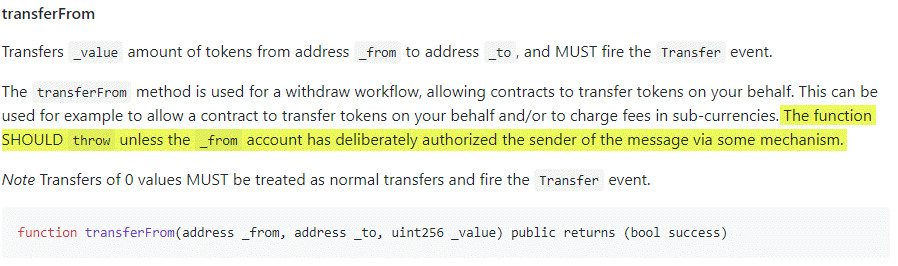 transferFrom
Transfers _value amount of tokens from address _from to address _to, and MUST fire the Transfer event.
The transferFrom method is used for a withdraw workflow, allowing contracts to transfer tokens on your behalf. This can be
used for example to allow a contract to transfer tokens on your behalf and/or to charge fees in sub-currencies. The function
SHOULD throw unless the _from account has deliberately authorized the sender of the message via some mechanism.
Note Transfers of 0 values MUST be treated as normal transfers and fire the Transfer event.
function transferFrom(address _from, address _to, uint256 _value) public returns (bool success)